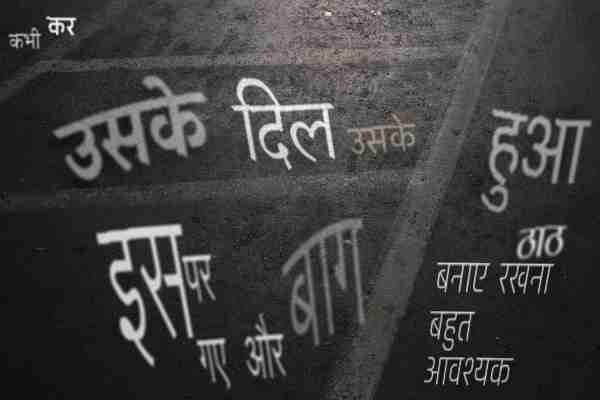 कभी कर
उसके दिल उसके हुआ
इस पर बाग
गए और
ठाठ
बनाए रखना
बहुत
आवश्यक